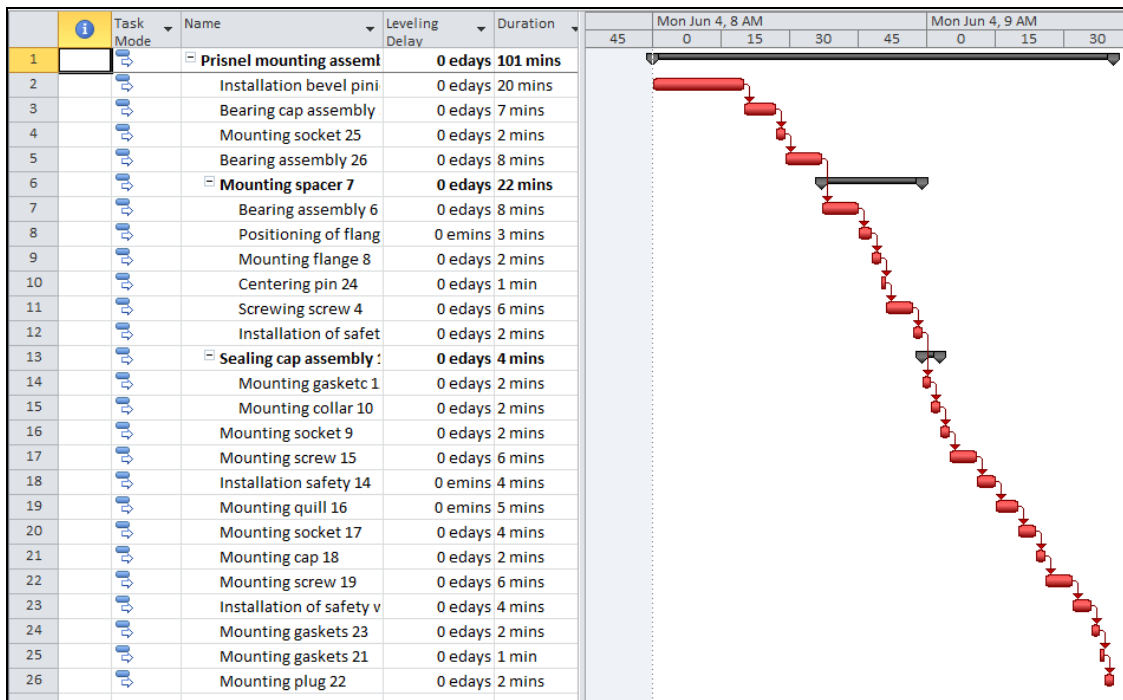 Task Mode Name Leveling Delay Duration Mon Jun 4, 8 AM Mon Jun 4, 9 AM
45 0 15 30 45 0 15 30
1 Prisnel mounting assembl 0 edays 101 mins
2 Installation bevel pini 0 edays 20 mins
3 Bearing cap assembly 0 edays 7 mins
4 Mounting socket 25 0 edays 2 mins
5 Bearing assembly 26 0 edays 8 mins
6 Mounting spacer 7 0 edays 22 mins
7 Bearing assembly 6 0 edays 8 mins
8 Positioning of flang 0 emins 3 mins
9 Mounting flange 8 0 edays 2 mins
10 Centering pin 24 0 edays 1 min
11 Screwing screw 4 0 edays 6 mins
12 Installation of safet 0 edays 2 mins
13 Sealing cap assembly 0 edays 4 mins
14 Mounting gasketc 1 0 edays 2 mins
15 Mounting collar 10 0 edays 2 mins
16 Mounting socket 9 0 edays 2 mins
17 Mounting screw 15 0 edays 6 mins
18 Installation safety 14 0 emins 4 mins
19 Mounting quill 16 0 emins 5 mins
20 Mounting socket 17 0 edays 4 mins
21 Mounting cap 18 0 edays 2 mins
22 Mounting screw 19 0 edays 6 mins
23 Installation of safety v 0 edays 4 mins
24 Mounting gaskets 23 0 edays 2 mins
25 Mounting gaskets 21 0 edays 1 min
26 Mounting plug 22 0 edays 2 mins